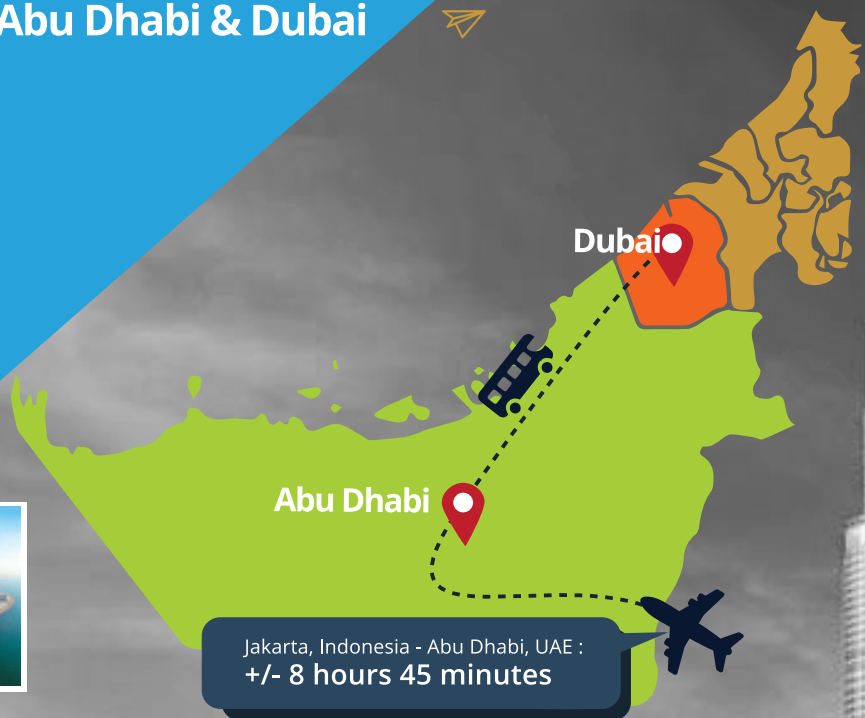 Abu Dhabi & Dubai
Dubai
Abu Dhabi
Jakarta, Indonesia - Abu Dhabi, UAE :
+/- 8 hours 45 minutes